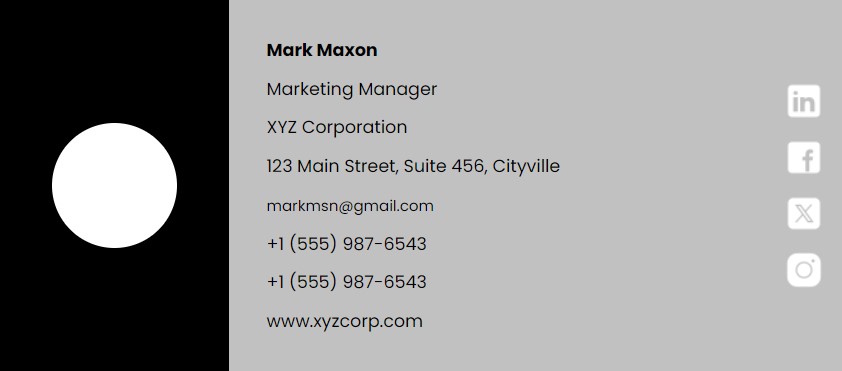 Mark Maxon
Marketing Manager
XYZ Corporation
123 Main Street, Suite 456, Cityville
markmsn@gmail.com
+1 (555) 987-6543
+1 (555) 987-6543
www.xyzcorp.com
in
f
X